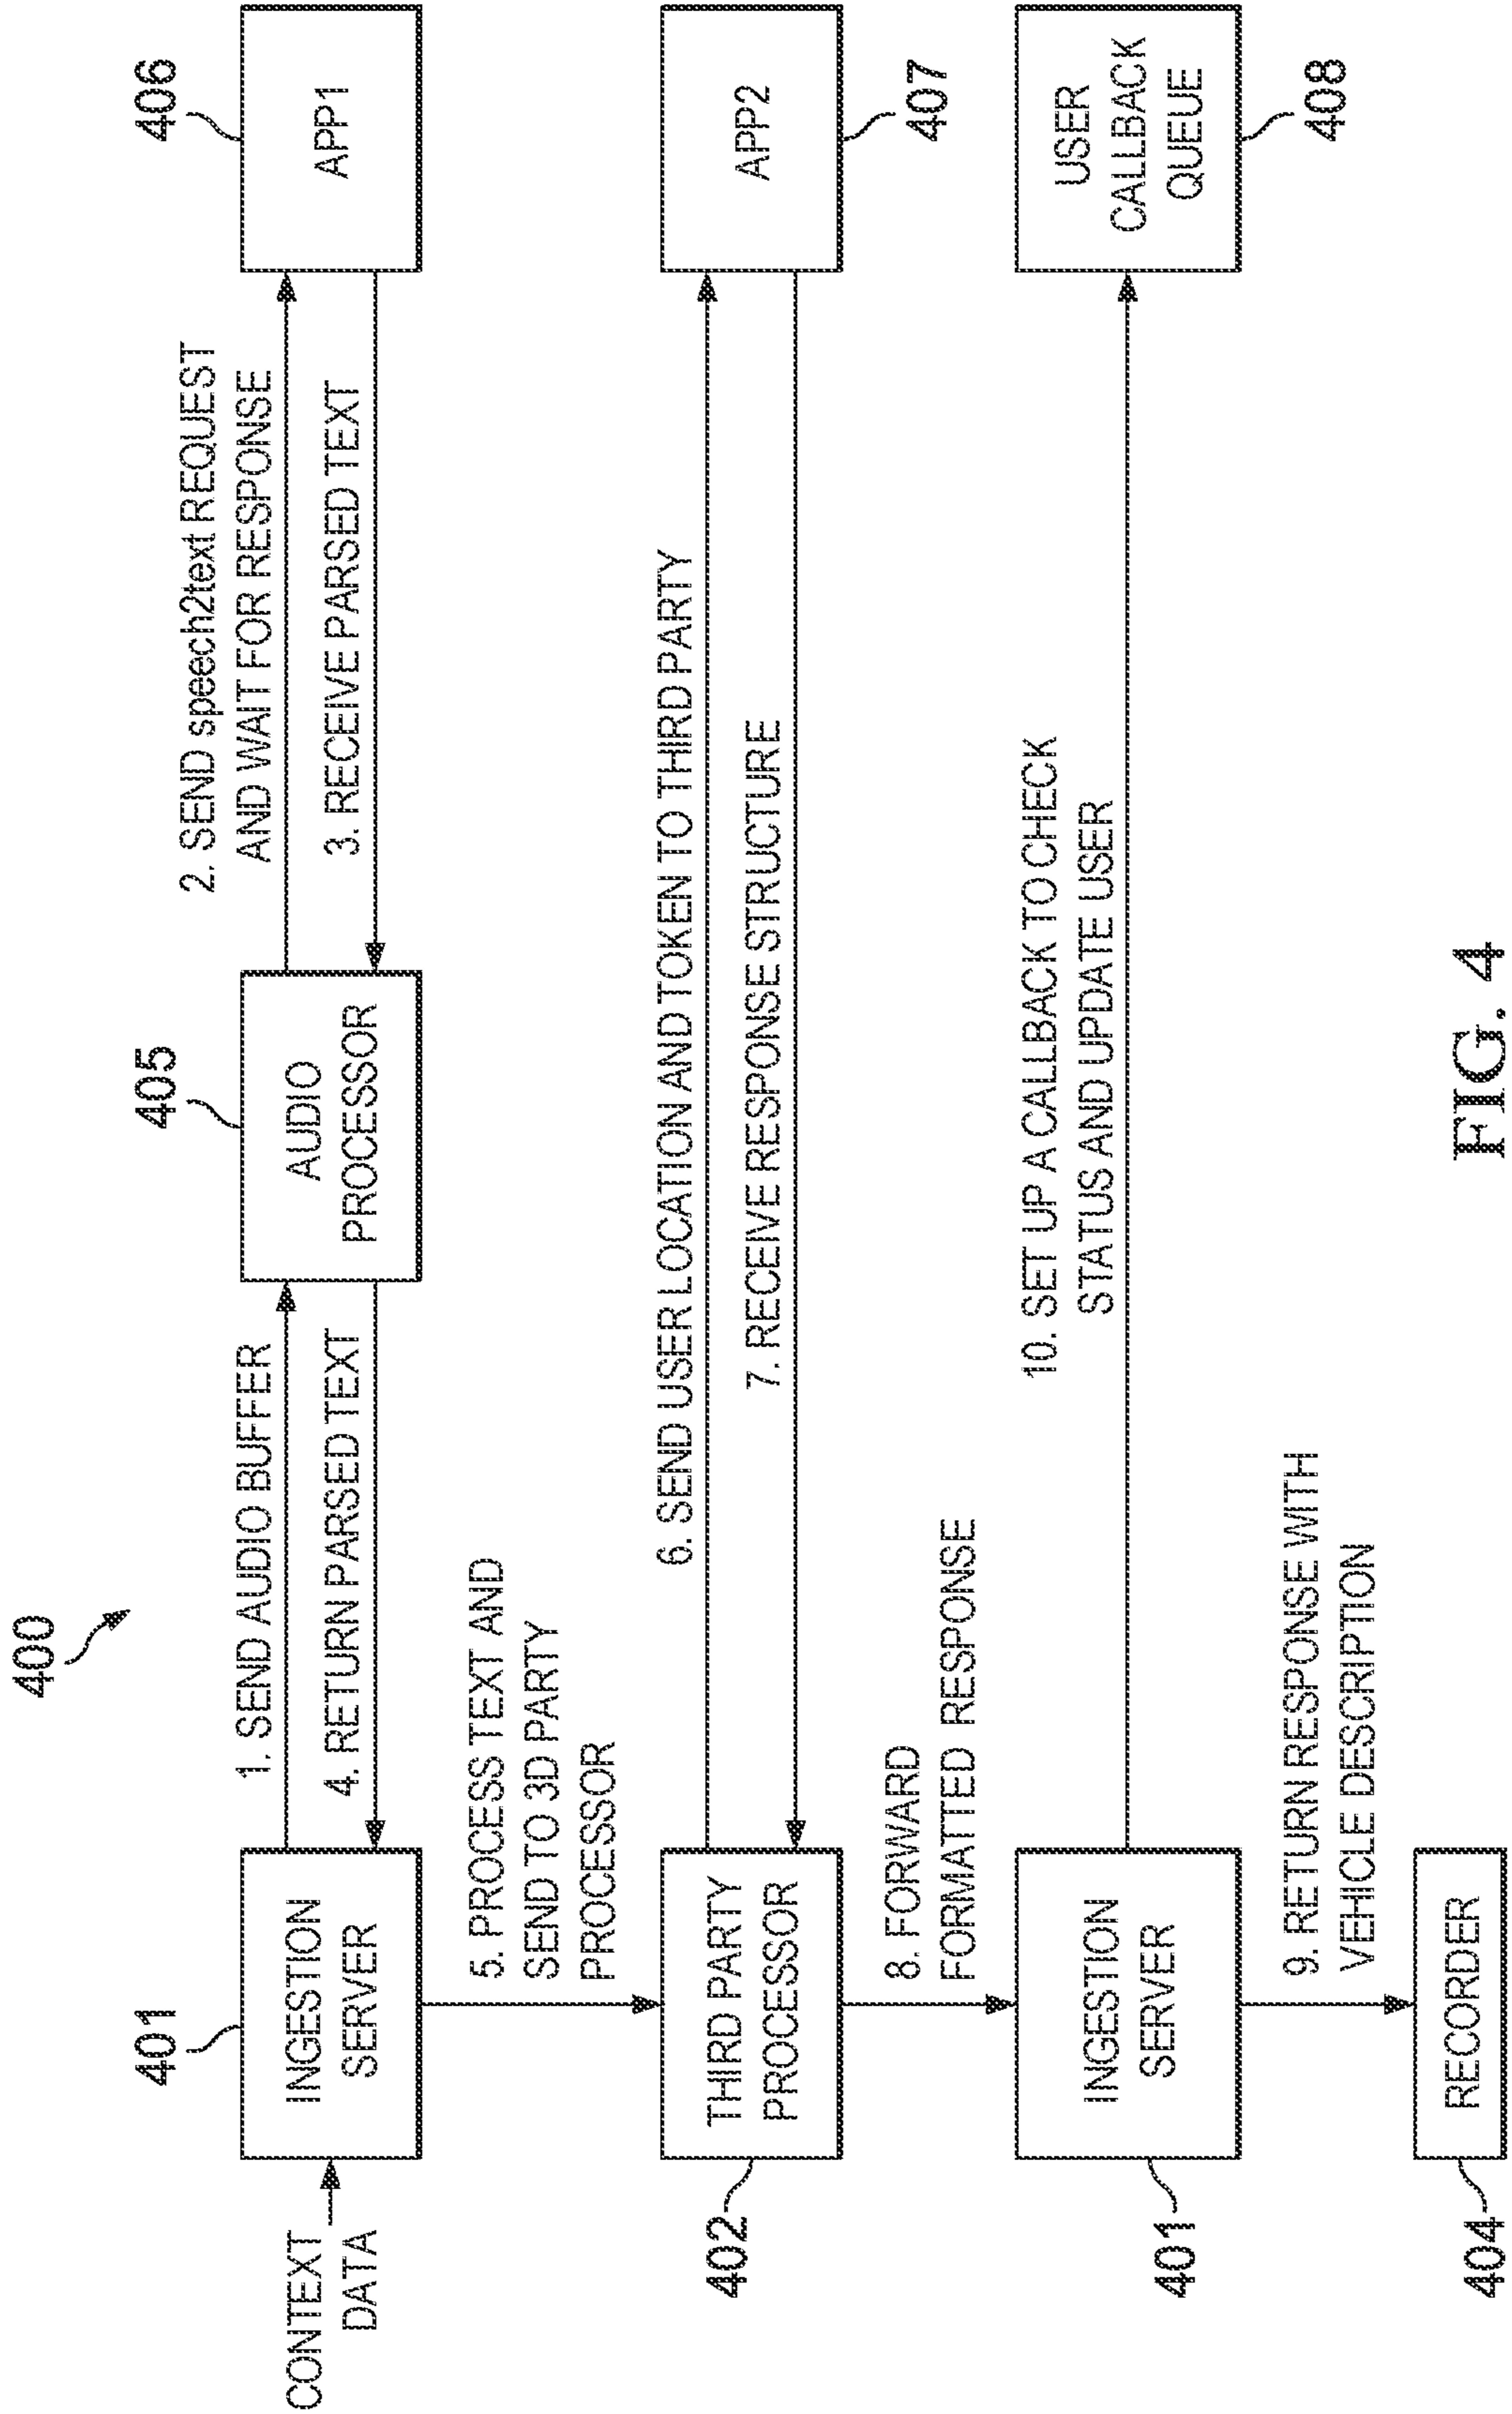 400
401
INGESTION
SERVER
CONTEXT
DATA
1. SEND AUDIO BUFFER
4. RETURN PARSED TEXT
405
AUDIO
PROCESSOR
2. SEND speech2text REQUEST
AND WAIT FOR RESPONSE
3. RECEIVE PARSED TEXT
406
APP1
5. PROCESS TEXT AND
SEND TO 3D PARTY
PROCESSOR
402
THIRD PARTY
PROCESSOR
6. SEND USER LOCATION AND TOKEN TO THIRD PARTY
7. RECEIVE RESPONSE STRUCTURE
APP2
407
8. FORWARD
FORMATTED RESPONSE
401
INGESTION
SERVER
10. SET UP A CALLBACK TO CHECK
STATUS AND UPDATE USER
USER
CALLBACK
QUEUE
408
9. RETURN RESPONSE WITH
VEHICLE DESCRIPTION
404
RECORDER
FIG. 4